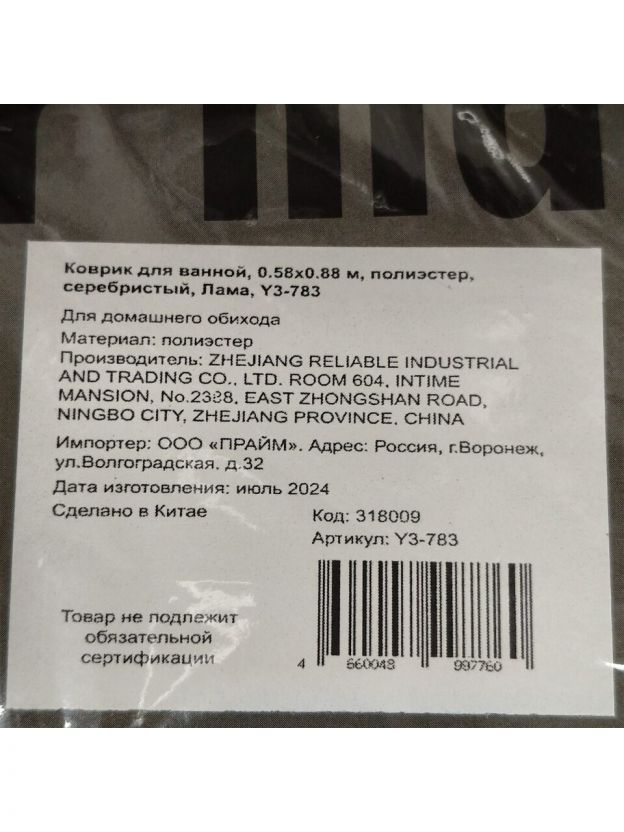 Коврик для ванной, 0.58x0.88 м, полиэстер,
серебристый, Лама, Y3-783
Для домашнего обихода
Материал: полиэстер
Производитель: ZHEJIANG RELIABLE INDUSTRIAL
AND TRADING CO., LTD. ROOM 604, INTIME
MANSION, No.2388, EAST ZHONGSHAN ROAD,
NINGBO CITY, ZHEJIANG PROVINCE, CHINA
Импортер: ООО «ПРАЙМ». Адрес: Россия, г.Воронеж,
ул.Волгоградская, д.32
Дата изготовления: июль 2024
Сделано в Китае
Код: 318009
Артикул: Y3-783
Товар не подлежит
обязательной
сертификации
4 660048 997760